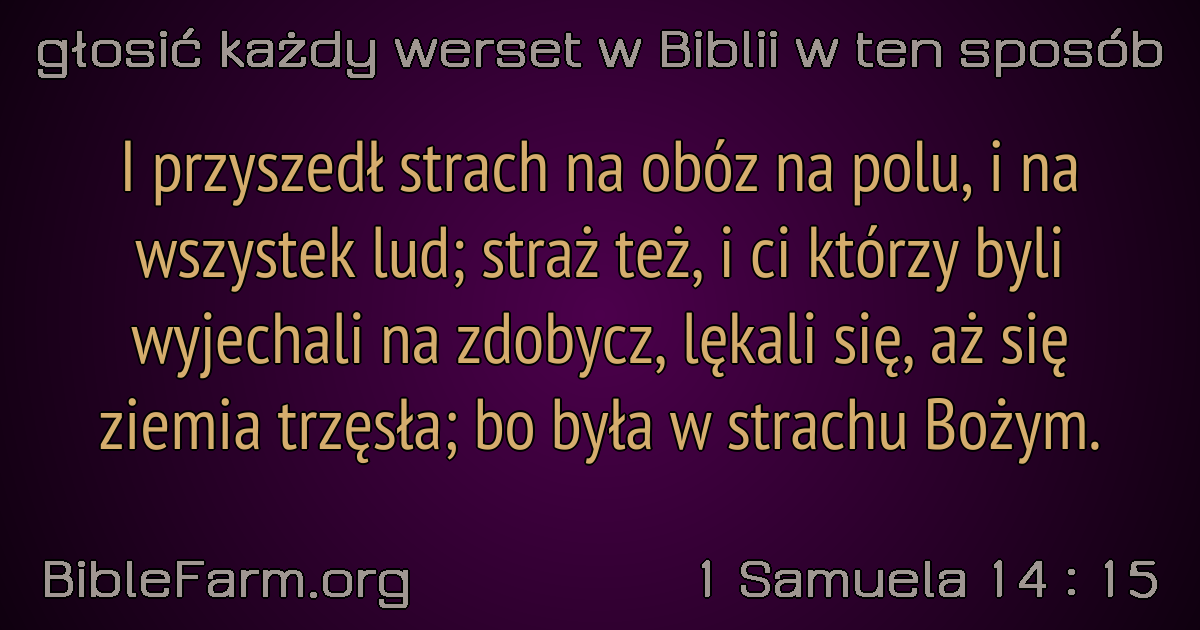 głosić każdy werset w Biblii w ten sposób
I przyszedł strach na obóz na polu, i na
wszystek lud; straż też, i ci którzy byli
wyjechali na zdobycz, lękali się, aż się
ziemia trzęsła; bo była w strachu Bożym.
BibleFarm.org
1 Samuela 14 : 15